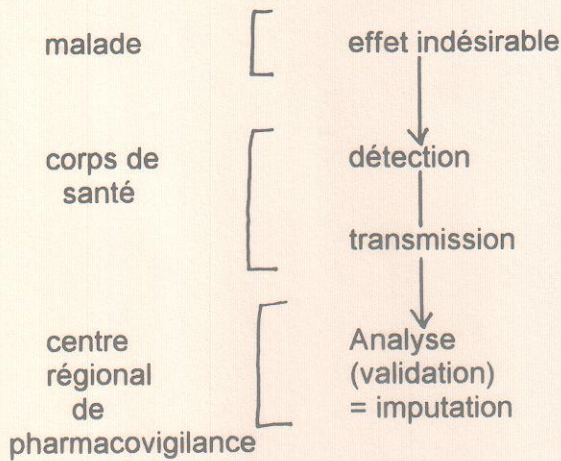 malade effet indésirable
corps de détection
santé
transmission
centre Analyse
régional (validation)
de = imputation
pharmacovigilance